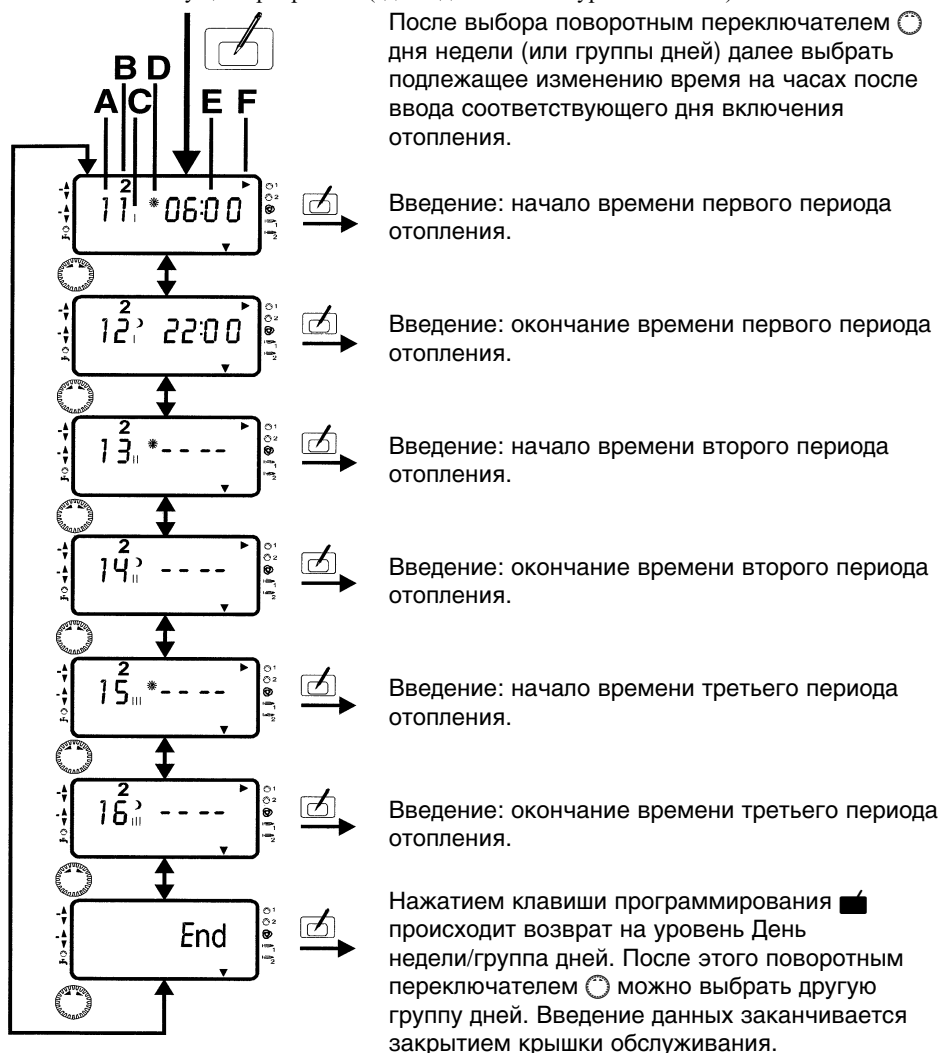 После выбора поворотным переключателем
дня недели (или группы дней) далее выбрать
подлежащее изменению время на часах после
ввода соответствующего дня включения
отопления.
B D
A C E F
2
11 I 06:00
Введение: начало времени первого периода
отопления.
2
12 I 22:00
Введение: окончание времени первого периода
отопления.
2
13 II - - - -
Введение: начало времени второго периода
отопления.
2
14 II - - - -
Введение: окончание времени второго периода
отопления.
2
15 III - - - -
Введение: начало времени третьего периода
отопления.
2
16 III - - - -
Введение: окончание времени третьего периода
отопления.
End
Нажатием клавиши программирования
происходит возврат на уровень День
недели/группа дней. После этого поворотным
переключателем можно выбрать другую
группу дней. Введение данных заканчивается
закрытием крышки обслуживания.